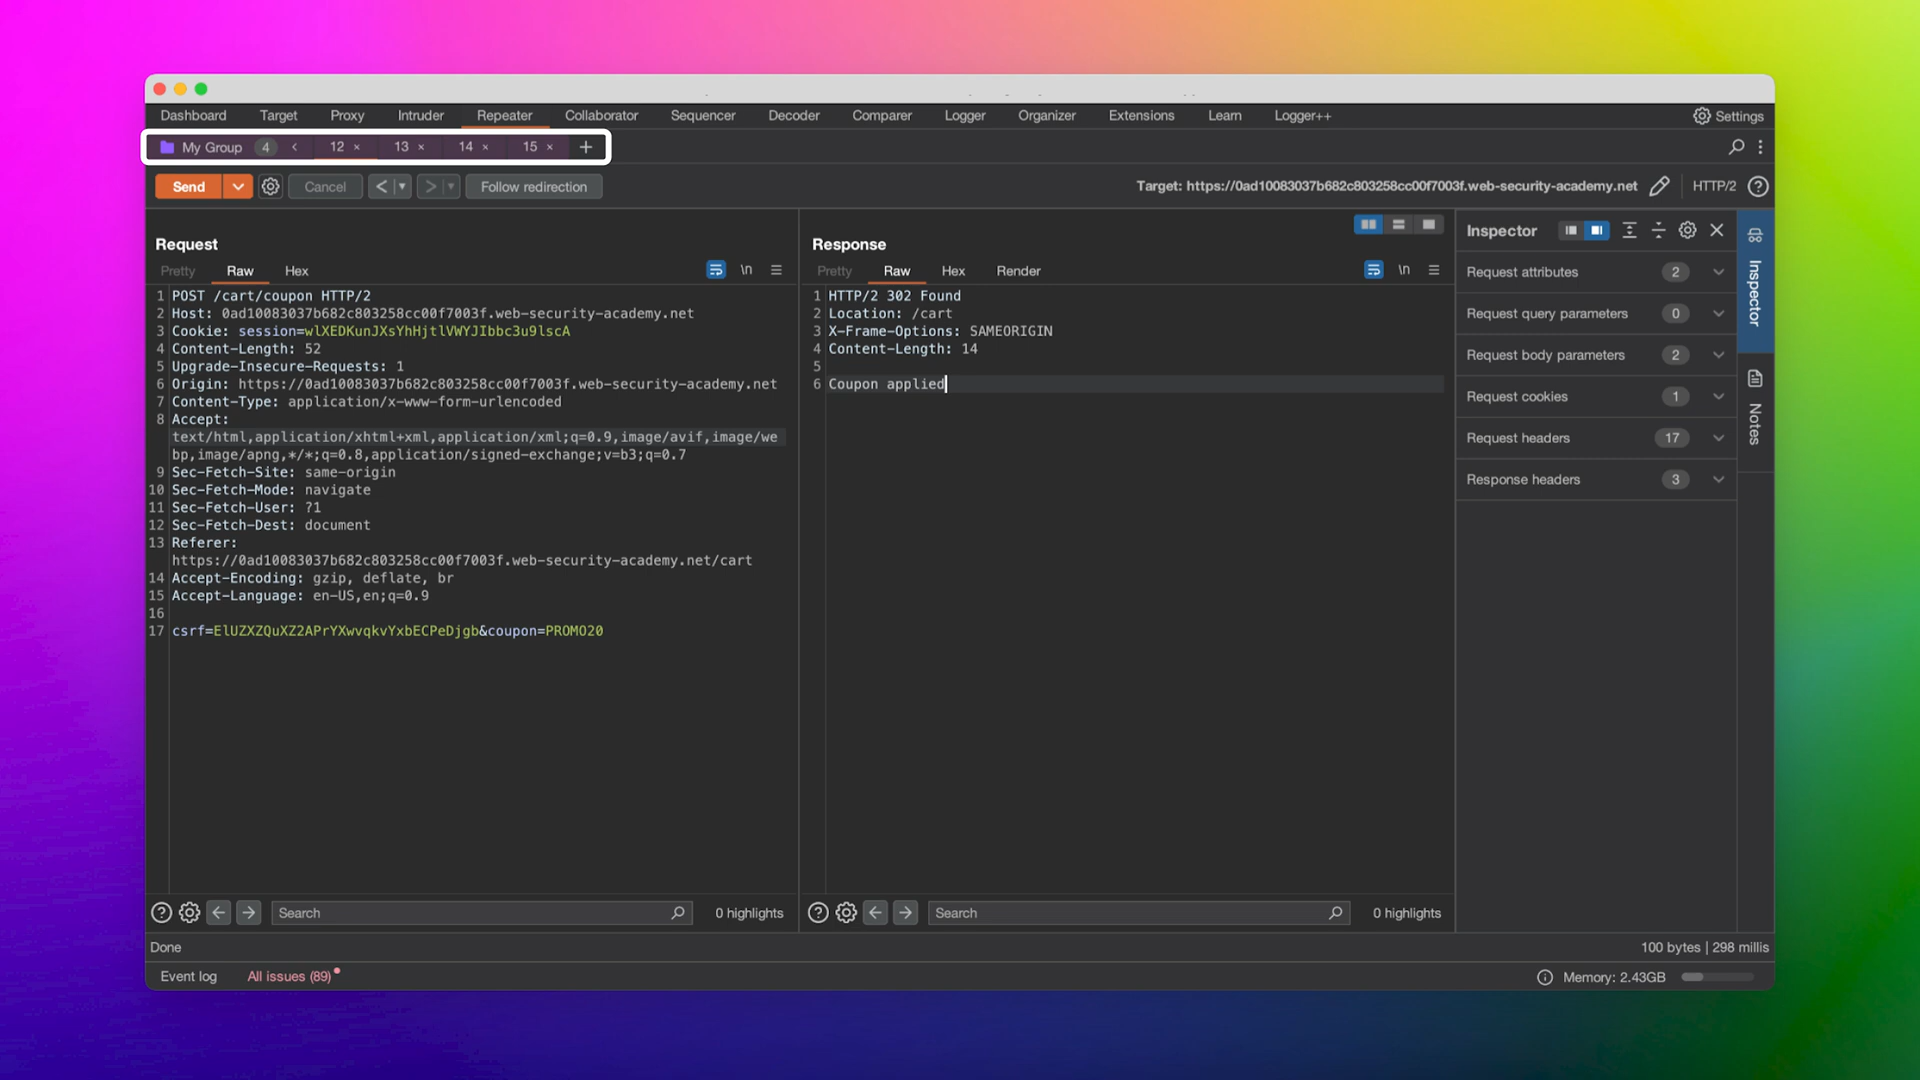 Dashboard Target Proxy Intruder Repeater Collaborator Sequencer Decoder Comparer Logger Organizer Extensions Learn Logger++ Settings
My Group 4 12 × 13 × 14 × 15 × +
Send Cancel < > Follow redirection Target: https://0ad10083037b682c803258cc00f7003f.web-security-academy.net HTTP/2 ?
Request
Pretty Raw Hex \n
1 POST /cart/coupon HTTP/2
2 Host: 0ad10083037b682c803258cc00f7003f.web-security-academy.net
3 Cookie: session=wlXEDKunJXsYhHjtlVWYJIbbc3u9lscA
4 Content-Length: 52
5 Upgrade-Insecure-Requests: 1
6 Origin: https://0ad10083037b682c803258cc00f7003f.web-security-academy.net
7 Content-Type: application/x-www-form-urlencoded
8 Accept:
text/html,application/xhtml+xml,application/xml;q=0.9,image/avif,image/we
bp,image/apng,*/*;q=0.8,application/signed-exchange;v=b3;q=0.7
9 Sec-Fetch-Site: same-origin
10 Sec-Fetch-Mode: navigate
11 Sec-Fetch-User: ?1
12 Sec-Fetch-Dest: document
13 Referer:
https://0ad10083037b682c803258cc00f7003f.web-security-academy.net/cart
14 Accept-Encoding: gzip, deflate, br
15 Accept-Language: en-US,en;q=0.9
16
17 csrf=ElUZXZQuXZ2APrYXwvqkvYxbECPeDjgb&coupon=PROMO20
? Search 0 highlights
Response
Pretty Raw Hex Render \n
1 HTTP/2 302 Found
2 Location: /cart
3 X-Frame-Options: SAMEORIGIN
4 Content-Length: 14
5
6 Coupon applied
? Search 0 highlights
Inspector
Request attributes 2
Request query parameters 0
Request body parameters 2
Request cookies 1
Request headers 17
Response headers 3
Inspector
Notes
Done 100 bytes | 298 millis
Event log All issues (89) Memory: 2.43GB